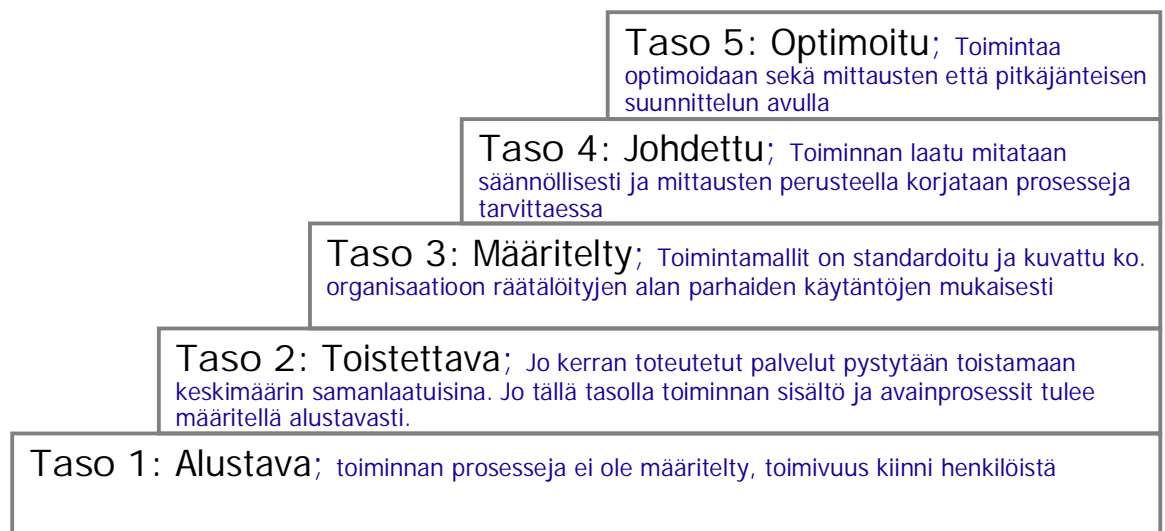 Taso 5: Optimoitu; Toimintaa
optimoidaan sekä mittausten että pitkäjänteisen
suunnittelun avulla
Taso 4: Johdettu; Toiminnan laatu mitataan
säännöllisesti ja mittausten perusteella korjataan prosesseja
tarvittaessa
Taso 3: Määritelty; Toimintamallit on standardoitu ja kuvattu ko.
organisaatioon räätälöityjen alan parhaiden käytäntöjen mukaisesti
Taso 2: Toistettava; Jo kerran toteutetut palvelut pystytään toistamaan
keskimäärin samanlaatuisina. Jo tällä tasolla toiminnan sisältö ja avainprosessit tulee
määritellä alustavasti.
Taso 1: Alustava; toiminnan prosesseja ei ole määritelty, toimivuus kiinni henkilöistä